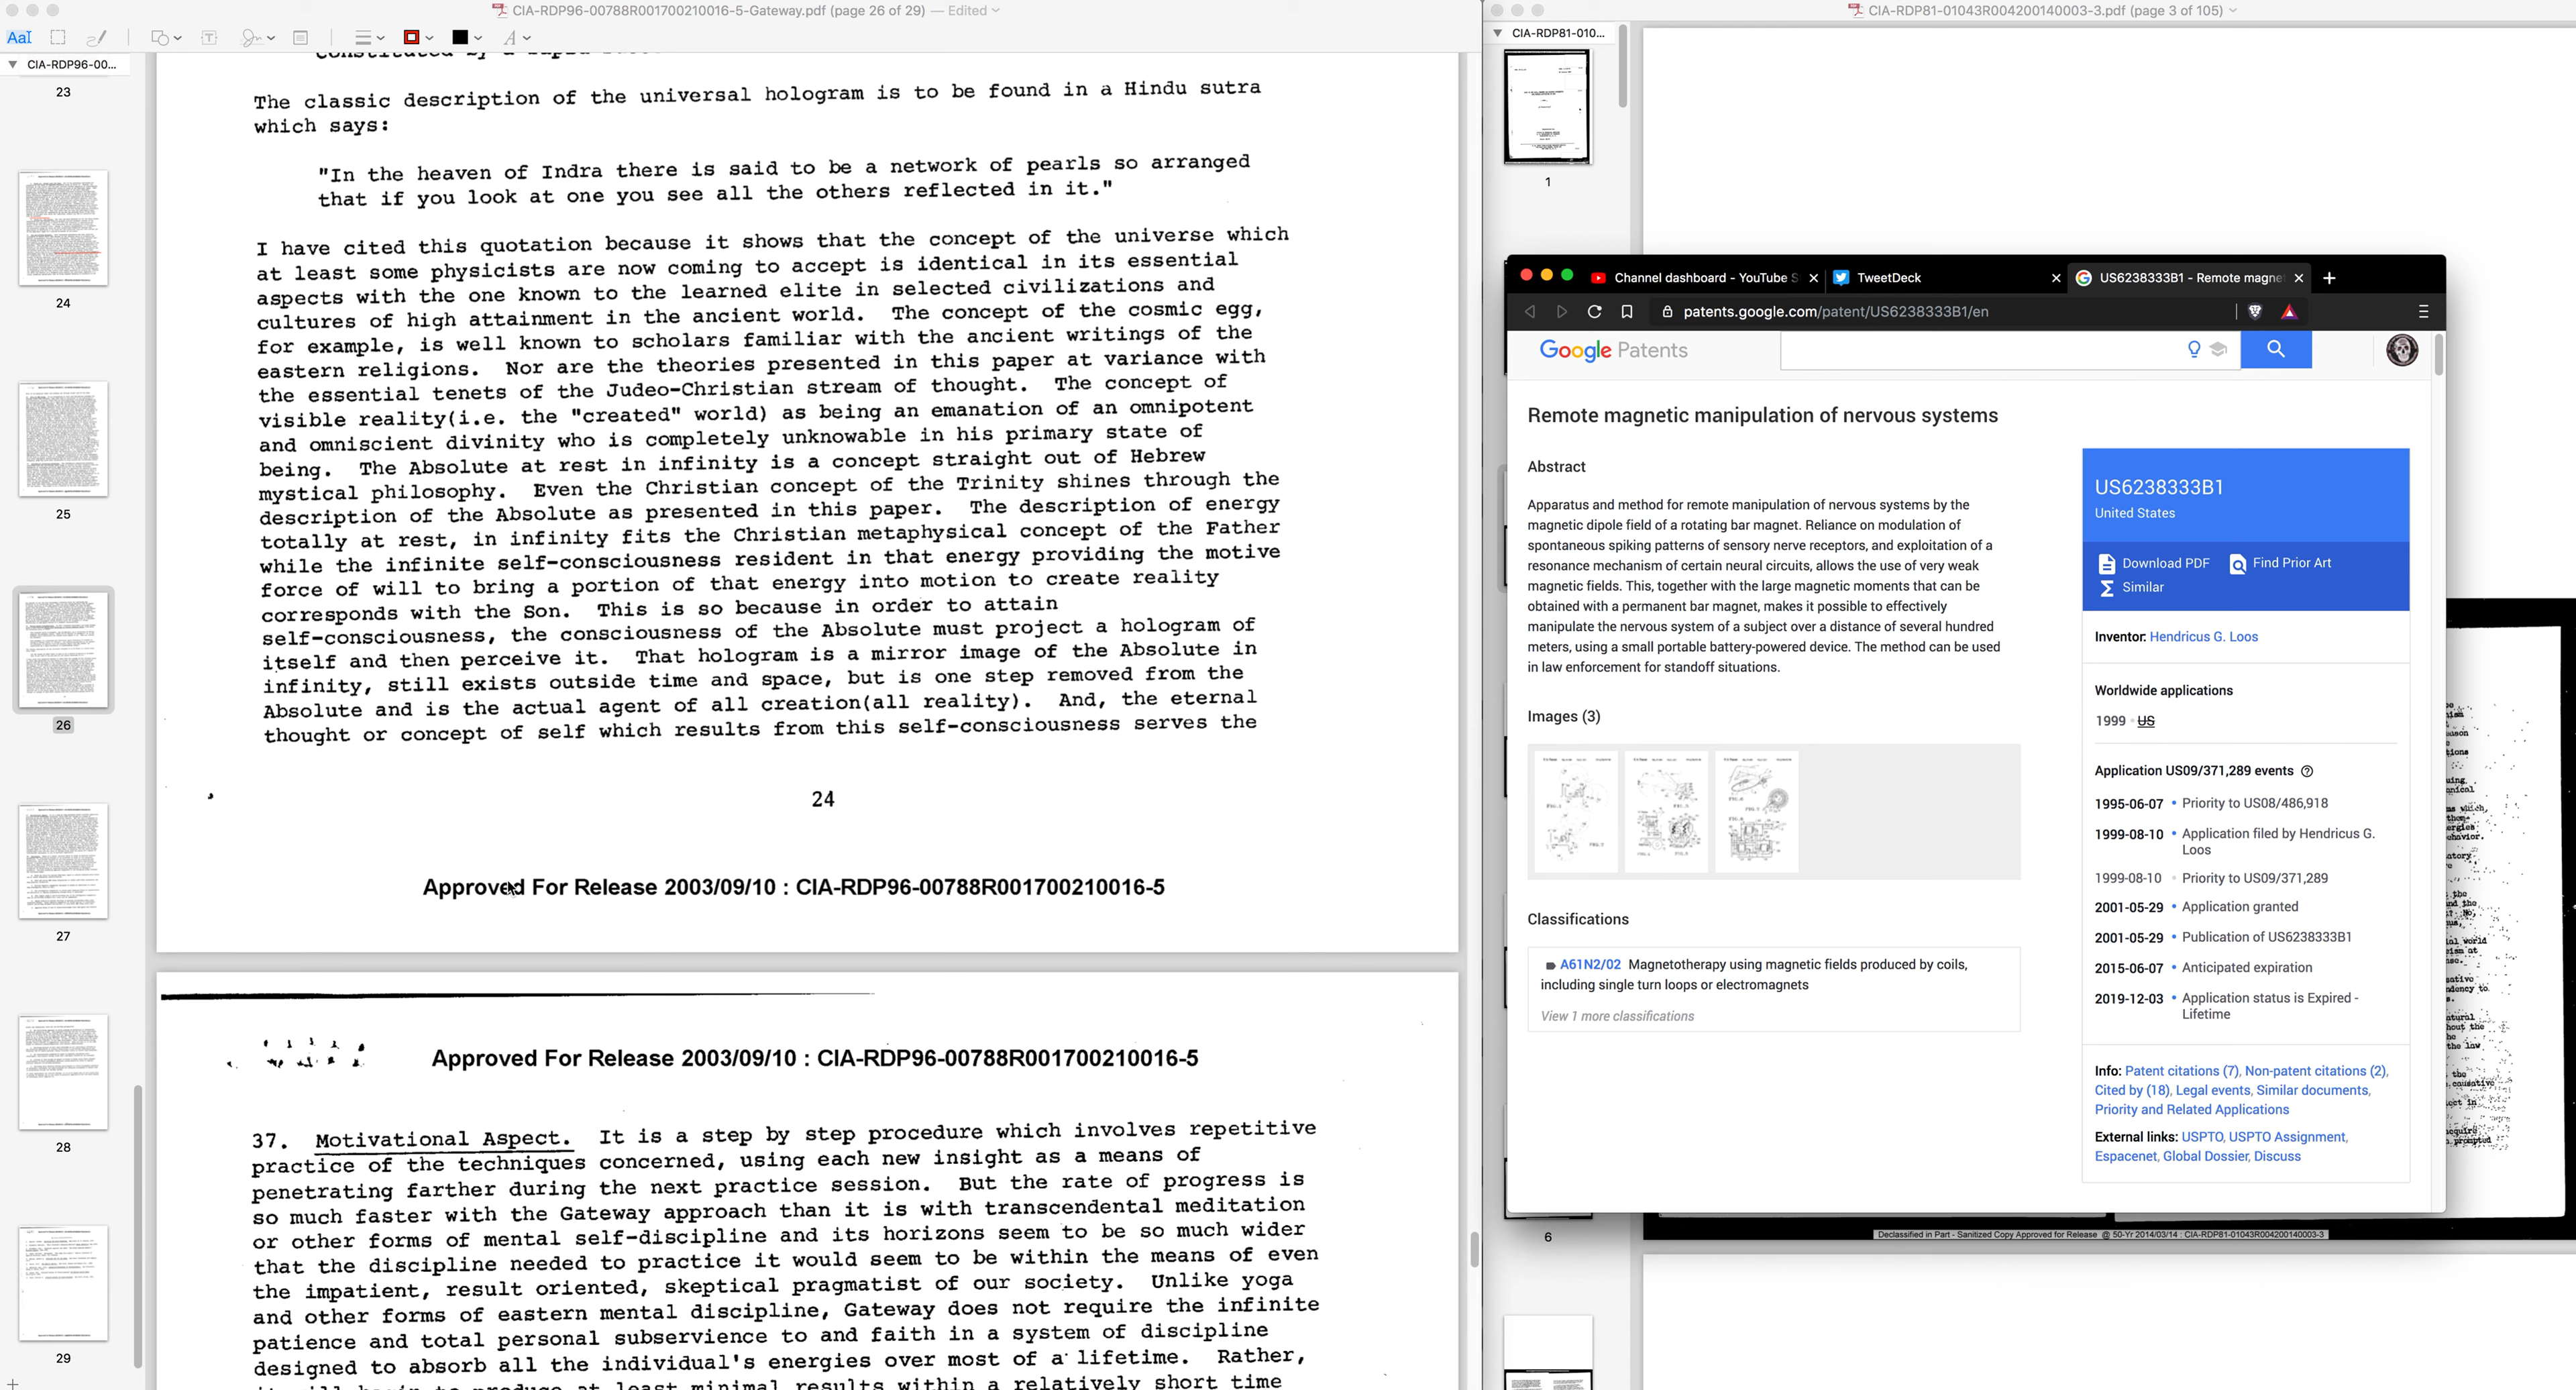 CIA-RDP96-00788R001700210016-5-Gateway.pdf (page 26 of 29) — Edited
CIA-RDP96-00...
23
24
25
26
27
28
29
The classic description of the universal hologram is to be found in a Hindu sutra
which says:
"In the heaven of Indra there is said to be a network of pearls so arranged
that if you look at one you see all the others reflected in it."
I have cited this quotation because it shows that the concept of the universe which
at least some physicists are now coming to accept is identical in its essential
aspects with the one known to the learned elite in selected civilizations and
cultures of high attainment in the ancient world. The concept of the cosmic egg,
for example, is well known to scholars familiar with the ancient writings of the
eastern religions. Nor are the theories presented in this paper at variance with
the essential tenets of the Judeo-Christian stream of thought. The concept of
visible reality(i.e. the "created" world) as being an emanation of an omnipotent
and omniscient divinity who is completely unknowable in his primary state of
being. The Absolute at rest in infinity is a concept straight out of Hebrew
mystical philosophy. Even the Christian concept of the Trinity shines through the
description of the Absolute as presented in this paper. The description of energy
totally at rest, in infinity fits the Christian metaphysical concept of the Father
while the infinite self-consciousness resident in that energy providing the motive
force of will to bring a portion of that energy into motion to create reality
corresponds with the Son. This is so because in order to attain
self-consciousness, the consciousness of the Absolute must project a hologram of
itself and then perceive it. That hologram is a mirror image of the Absolute in
infinity, still exists outside time and space, but is one step removed from the
Absolute and is the actual agent of all creation(all reality). And, the eternal
thought or concept of self which results from this self-consciousness serves the
24
Approved For Release 2003/09/10 : CIA-RDP96-00788R001700210016-5
Approved For Release 2003/09/10 : CIA-RDP96-00788R001700210016-5
37. Motivational Aspect. It is a step by step procedure which involves repetitive
practice of the techniques concerned, using each new insight as a means of
penetrating farther during the next practice session. But the rate of progress is
so much faster with the Gateway approach than it is with transcendental meditation
or other forms of mental self-discipline and its horizons seem to be so much wider
that the discipline needed to practice it would seem to be within the means of even
the impatient, result oriented, skeptical pragmatist of our society. Unlike yoga
and other forms of eastern mental discipline, Gateway does not require the infinite
patience and total personal subservience to and faith in a system of discipline
designed to absorb all the individual's energies over most of a lifetime. Rather,
CIA-RDP81-01043R004200140003-3.pdf (page 3 of 105)
CIA-RDP81-010...
1
6
Channel dashboard - YouTube S
TweetDeck
US6238333B1 - Remote magne
patents.google.com/patent/US6238333B1/en
Google Patents
Remote magnetic manipulation of nervous systems
Abstract
Apparatus and method for remote manipulation of nervous systems by the
magnetic dipole field of a rotating bar magnet. Reliance on modulation of
spontaneous spiking patterns of sensory nerve receptors, and exploitation of a
resonance mechanism of certain neural circuits, allows the use of very weak
magnetic fields. This, together with the large magnetic moments that can be
obtained with a permanent bar magnet, makes it possible to effectively
manipulate the nervous system of a subject over a distance of several hundred
meters, using a small portable battery-powered device. The method can be used
in law enforcement for standoff situations.
Images (3)
Classifications
A61N2/02 Magnetotherapy using magnetic fields produced by coils,
including single turn loops or electromagnets
View 1 more classifications
US6238333B1
United States
Download PDF Find Prior Art
Similar
Inventor: Hendricus G. Loos
Worldwide applications
1999 US
Application US09/371,289 events
1995-06-07 • Priority to US08/486,918
1999-08-10 • Application filed by Hendricus G.
Loos
1999-08-10 • Priority to US09/371,289
2001-05-29 • Application granted
2001-05-29 • Publication of US6238333B1
2015-06-07 • Anticipated expiration
2019-12-03 • Application status is Expired -
Lifetime
Info: Patent citations (7), Non-patent citations (2),
Cited by (18), Legal events, Similar documents,
Priority and Related Applications
External links: USPTO, USPTO Assignment,
Espacenet, Global Dossier, Discuss
Declassified in Part - Sanitized Copy Approved for Release @ 50-Yr 2014/03/14 : CIA-RDP81-01043R004200140003-3